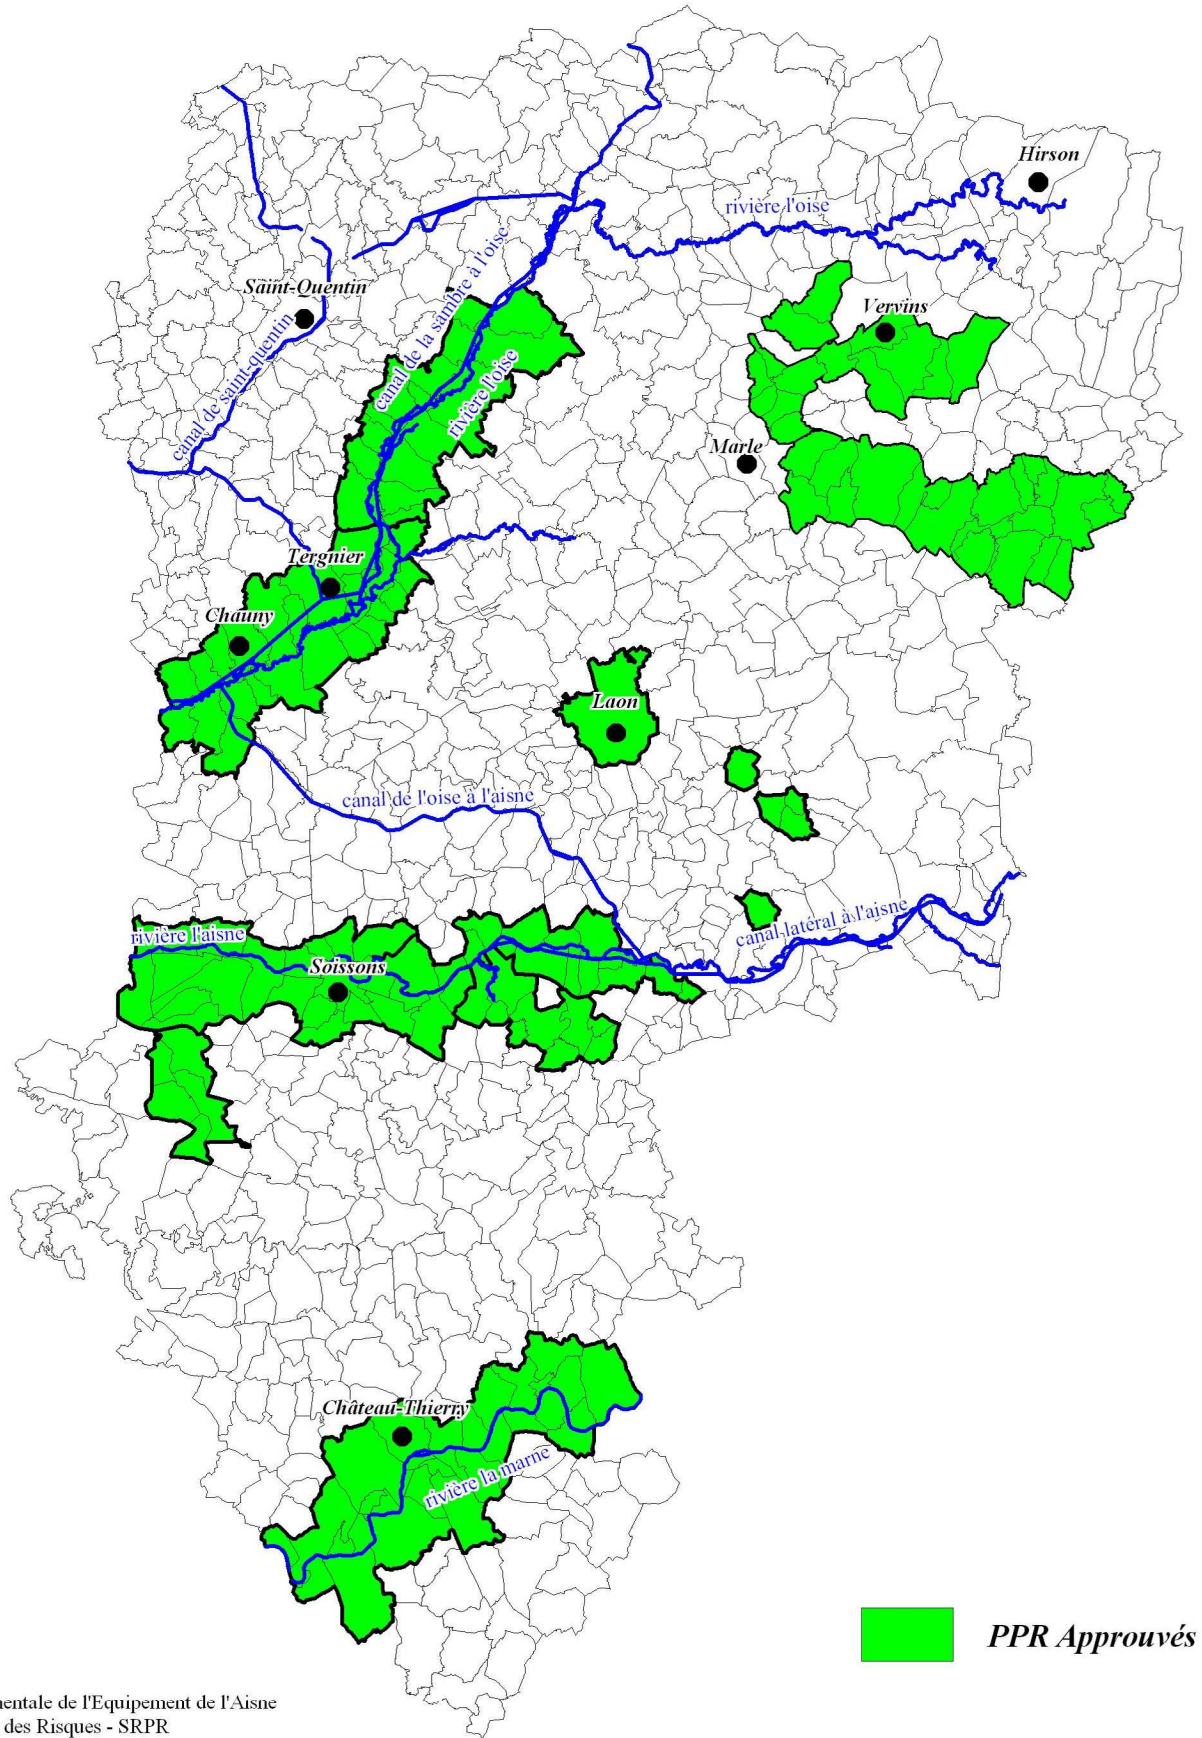 Hirson
rivière l'oise
canal de la sambre à l'oise
Saint-Quentin
Vervins
canal de saint-quentin
rivière l'oise
Marle
Tergnier
Chauny
Laon
canal de l'oise à l'aisne
rivière l'aisne
canal latéral à l'aisne
Soissons
Château-Thierry
rivière la marne
PPR Approuvés
nentale de l'Equipement de l'Aisne
des Risques - SRPR